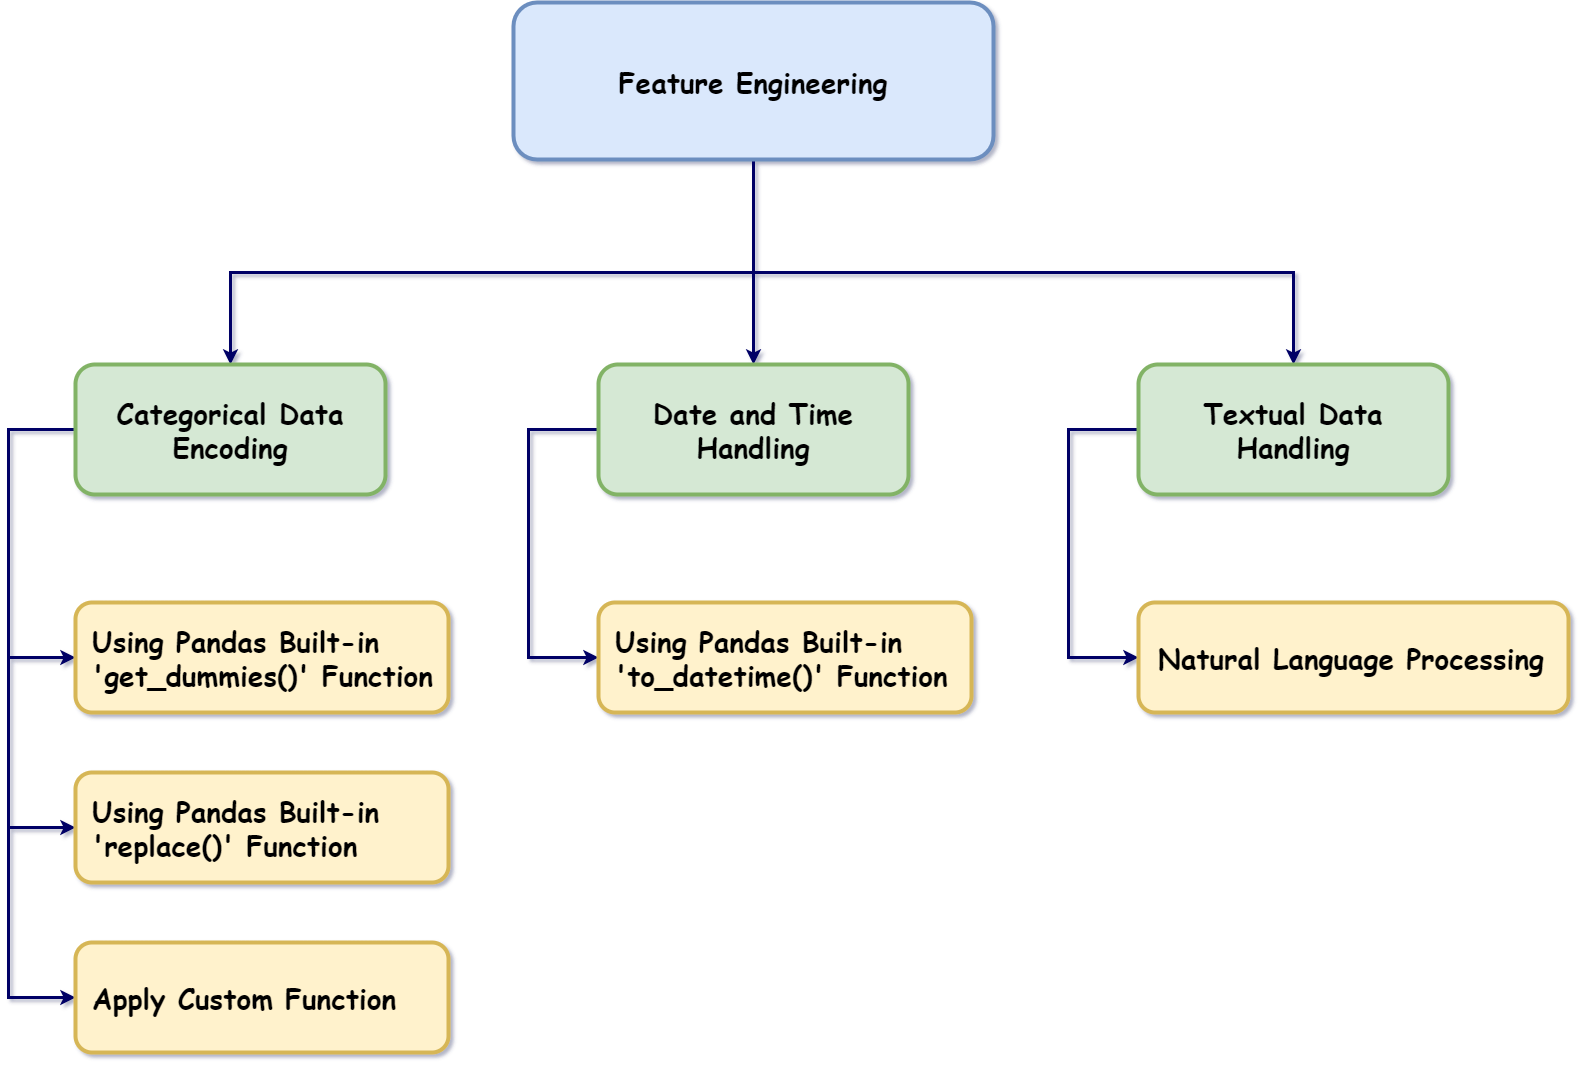 Feature Engineering
Categorical Data
Encoding
Date and Time
Handling
Textual Data
Handling
Using Pandas Built-in
'get_dummies()' Function
Using Pandas Built-in
'to_datetime()' Function
Natural Language Processing
Using Pandas Built-in
'replace()' Function
Apply Custom Function